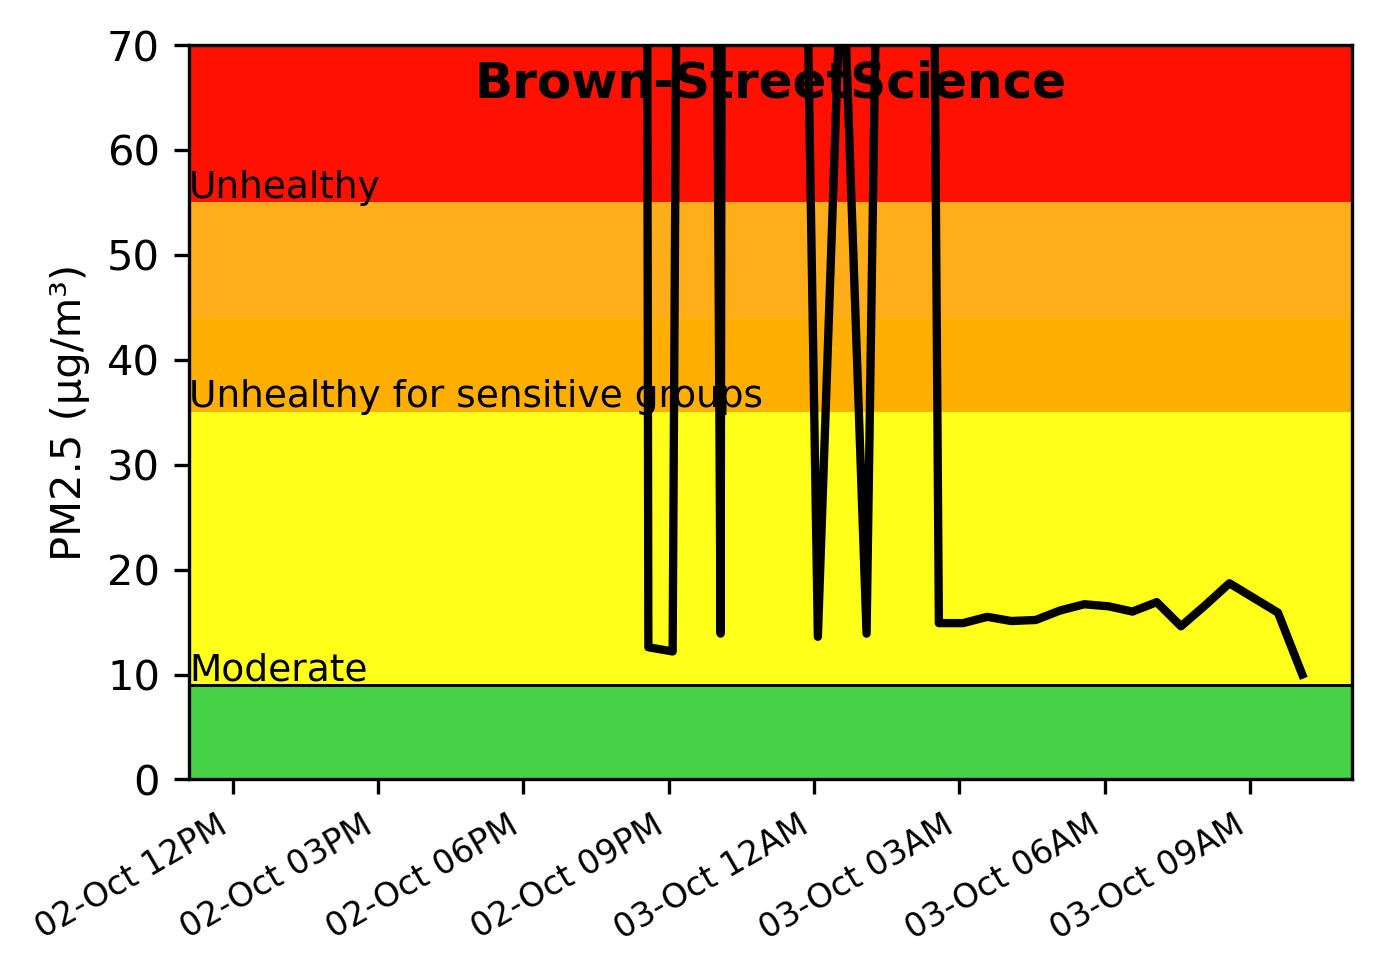 Brown-StreetScience
PM2.5 (µg/m³)
70
60
50
40
30
20
10
0
Unhealthy
Unhealthy for sensitive groups
Moderate
02-Oct 12PM
02-Oct 03PM
02-Oct 06PM
02-Oct 09PM
03-Oct 12AM
03-Oct 03AM
03-Oct 06AM
03-Oct 09AM